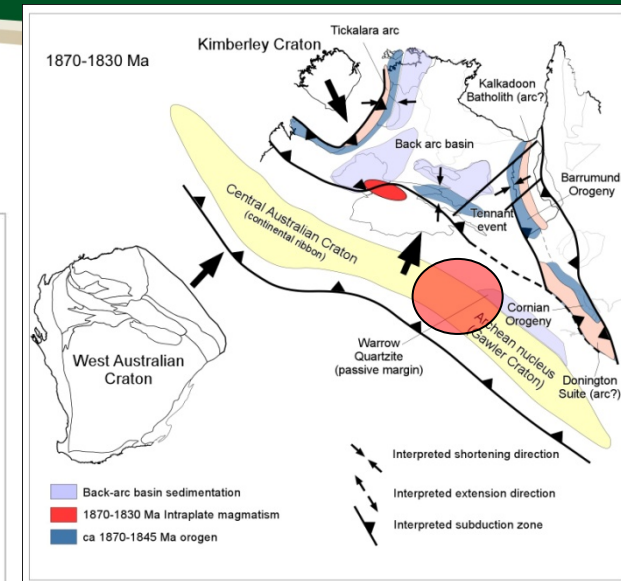 1870-1830 Ma
Kimberley Craton
Tickalara arc
Kalkadoon
Batholith (arc?)
Back arc basin
Barrumund
Orogeny
Tennant
event
Central Australian Craton
(continental ribbon)
West Australian
Craton
Warrow
Quartzite
(passive margin)
Archean nucleus
(Gawler Craton)
Cornian
Orogeny
Donington
Suite (arc?)
Back-arc basin sedimentation
1870-1830 Ma Intraplate magmatism
ca 1870-1845 Ma orogen
Interpreted shortening direction
Interpreted extension direction
Interpreted subduction zone